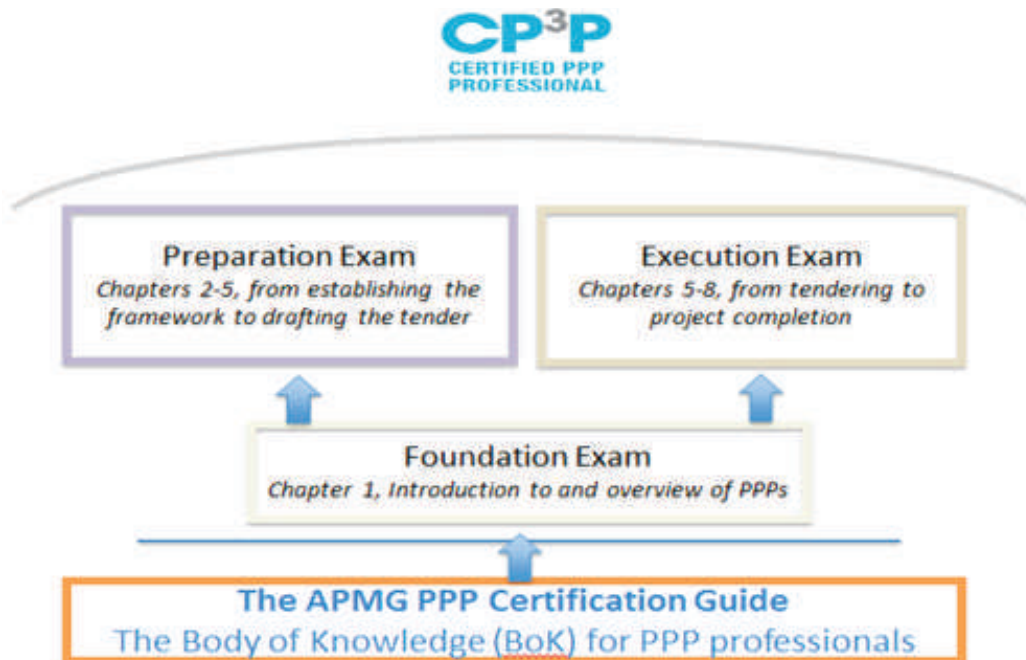 CP³P
CERTIFIED PPP
PROFESSIONAL
Preparation Exam
Chapters 2-5, from establishing the
framework to drafting the tender
Execution Exam
Chapters 5-8, from tendering to
project completion
Foundation Exam
Chapter 1, Introduction to and overview of PPPs
The APMG PPP Certification Guide
The Body of Knowledge (BoK) for PPP professionals